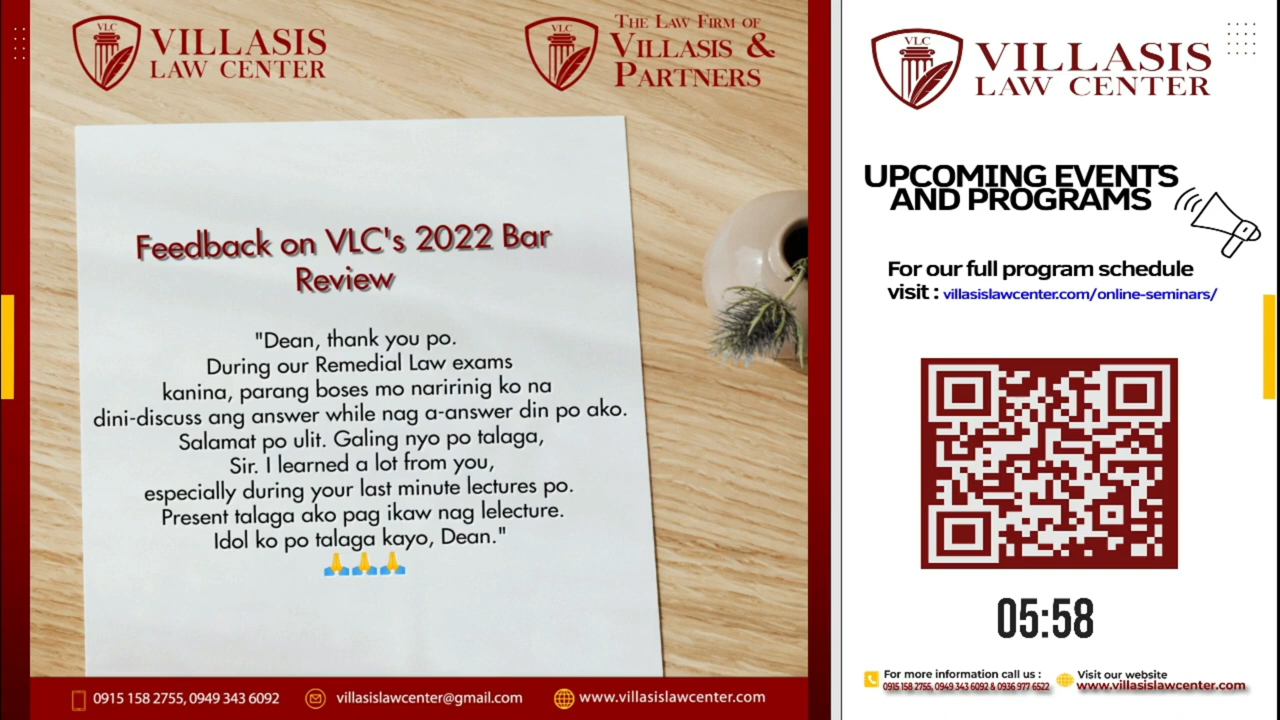 VLC
VILLASIS
LAW CENTER
VLC
THE LAW FIRM OF
VILLASIS &
PARTNERS
Feedback on VLC's 2022 Bar
Review
"Dean, thank you po.
During our Remedial Law exams
kanina, parang boses mo naririnig ko na
dini-discuss ang answer while nag a-answer din po ako.
Salamat po ulit. Galing nyo po talaga,
Sir. I learned a lot from you,
especially during your last minute lectures po.
Present talaga ako pag ikaw nag lelecture.
Idol ko po talaga kayo, Dean."
🙏🙏🙏
0915 158 2755, 0949 343 6092
villasislawcenter@gmail.com
www.villasislawcenter.com
VLC
VILLASIS
LAW CENTER
UPCOMING EVENTS
AND PROGRAMS
For our full program schedule
visit : villasislawcenter.com/online-seminars/
05:58
For more information call us :
0915 158 2755, 0949 343 6092 & 0936 977 6522
Visit our website
www.villasislawcenter.com